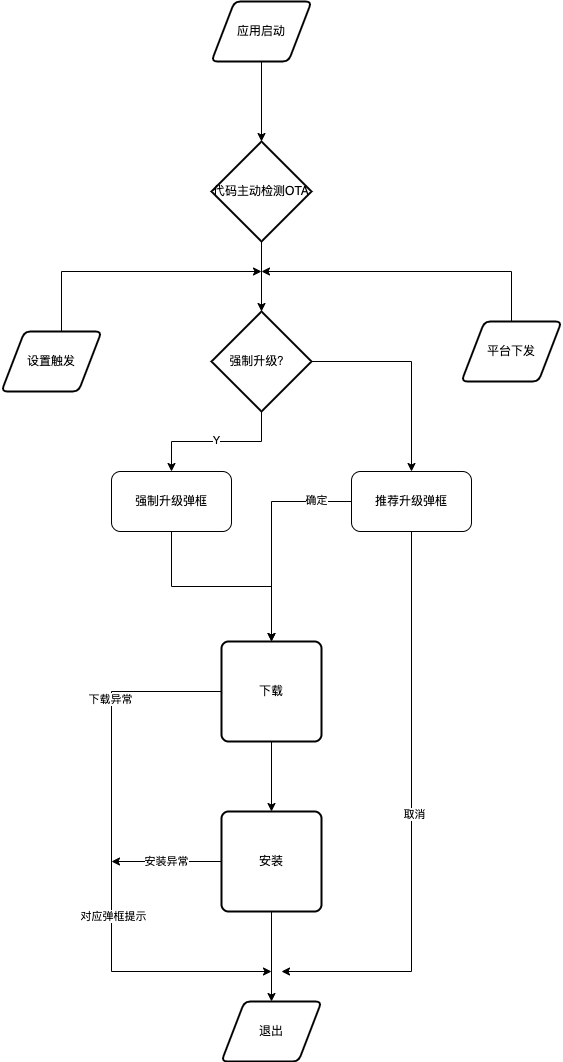 应用启动
代码主动检测OTA
设置触发
强制升级?
平台下发
Y
强制升级弹框
确定
推荐升级弹框
下载
下载异常
取消
安装异常
安装
对应弹框提示
退出